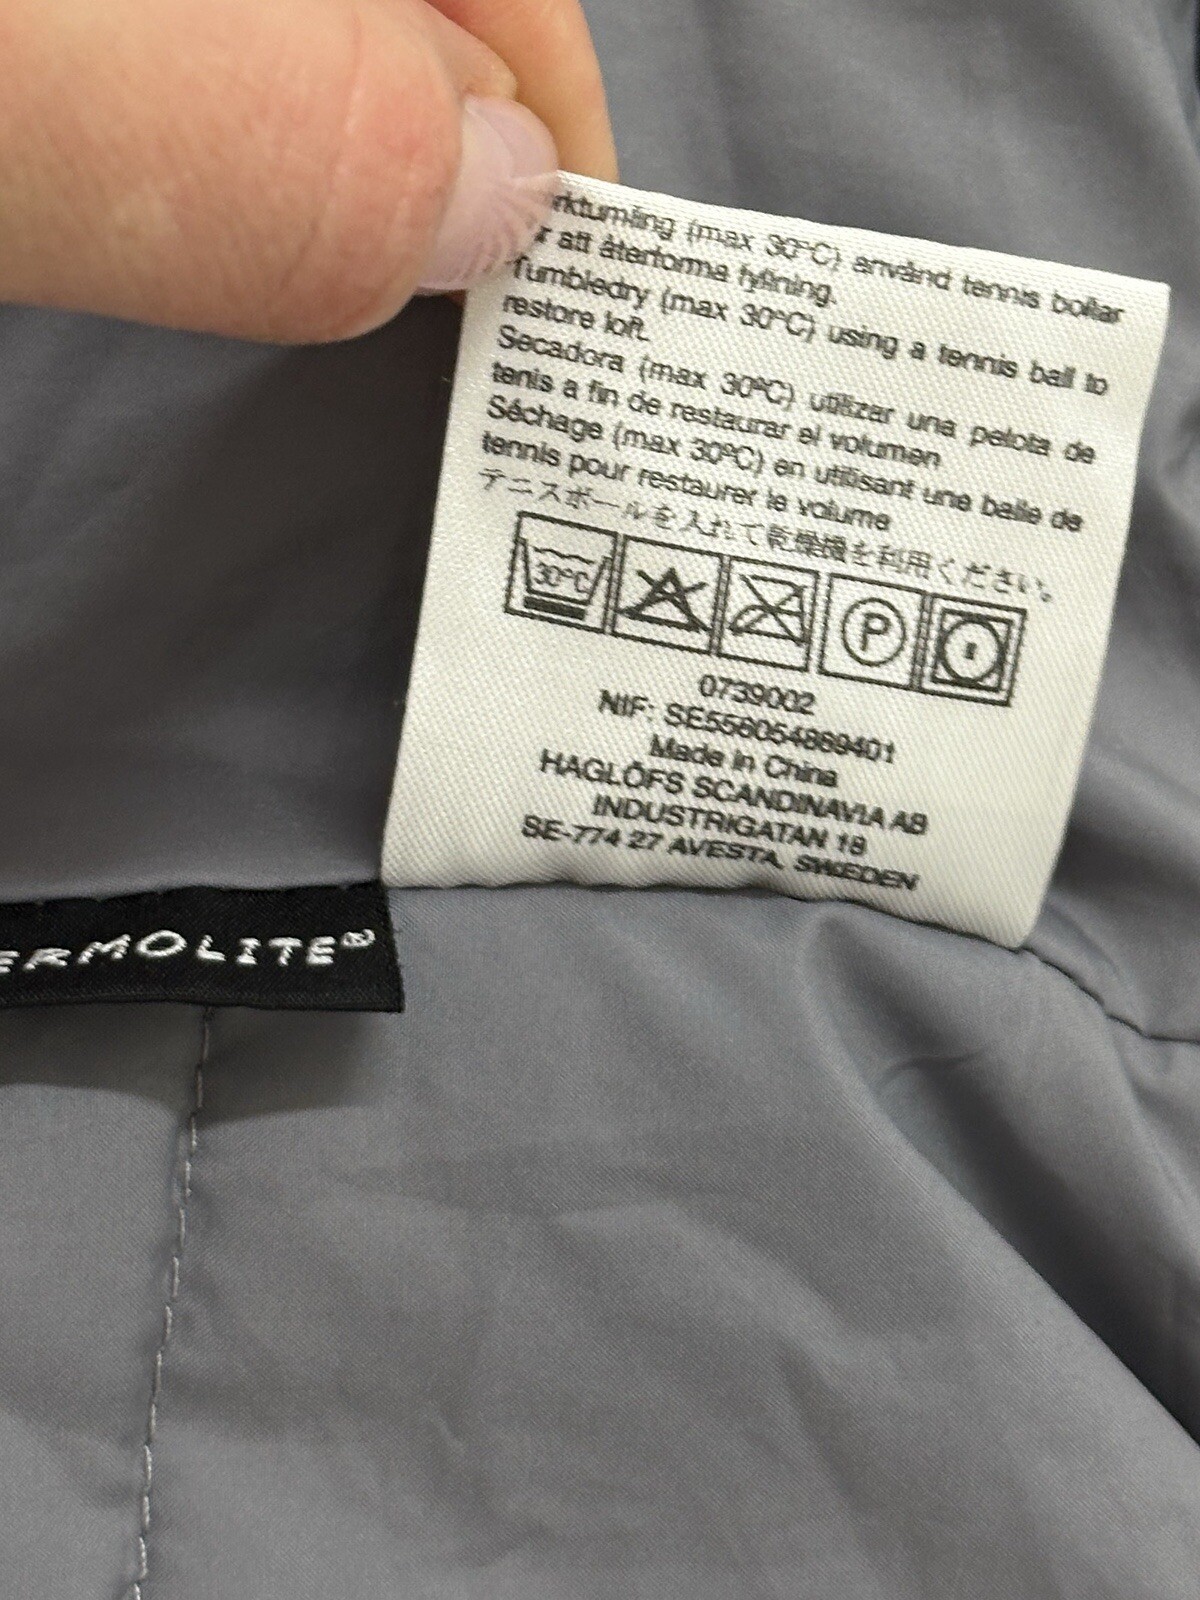 rktumling (max 30°C) använd tennis bollar
r att återforma fyllning.
Tumbledry (max 30°C) using a tennis ball to
restore loft.
Secadora (max 30ºC) utilizar una pelota de
tenis a fin de restaurar el volumen
Séchage (max 30ºC) en utilisant une balle de
tennis pour restaurer le volume
テニスボールを入れて乾燥機を利用ください。
30°C
P
0739002
NIF: SE556054869401
Made in China
HAGLÖFS SCANDINAVIA AB
INDUSTRIGATAN 18
SE-774 27 AVESTA, SWEDEN
ERMOLITE®